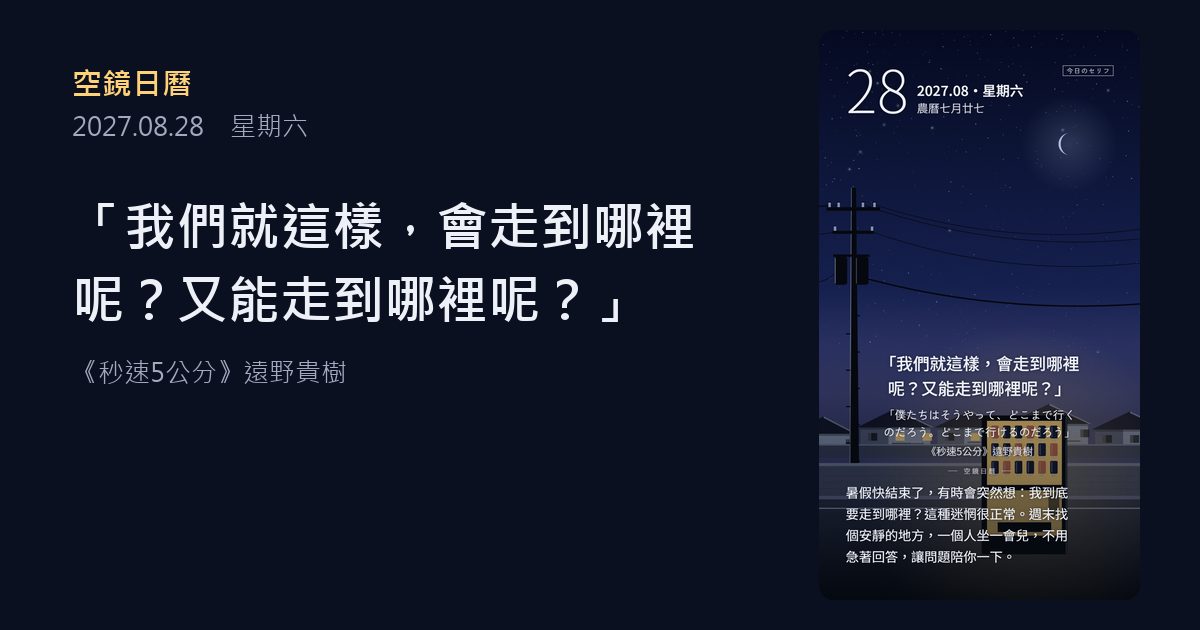 空鏡日曆
2027.08.28 星期六
「我們就這樣，會走到哪裡
呢？又能走到哪裡呢？」
《秒速5公分》遠野貴樹
28
2027.08・星期六
農曆七月廿七
今日のセリフ
「我們就這樣，會走到哪裡
呢？又能走到哪裡呢？」
「僕たちはそうやって、どこまで行く
のだろう。どこまで行けるのだろう」
《秒速5公分》遠野貴樹
— 空鏡日曆 —
暑假快結束了，有時會突然想：我到底
要走到哪裡？這種迷惘很正常。週末找
個安靜的地方，一個人坐一會兒，不用
急著回答，讓問題陪你一下。